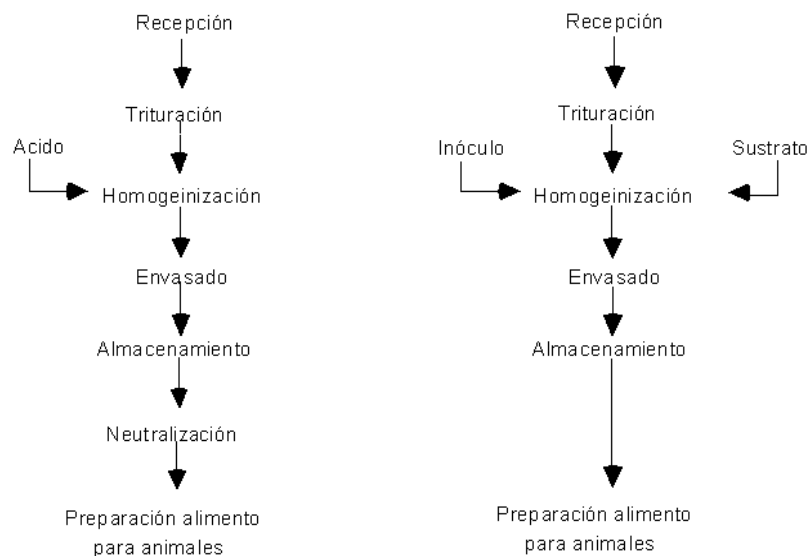 Recepción
Trituración
Acido
Homogeinización
Envasado
Almacenamiento
Neutralización
Preparación alimento
para animales
Recepción
Trituración
Inóculo
Sustrato
Homogeinización
Envasado
Almacenamiento
Preparación alimento
para animales